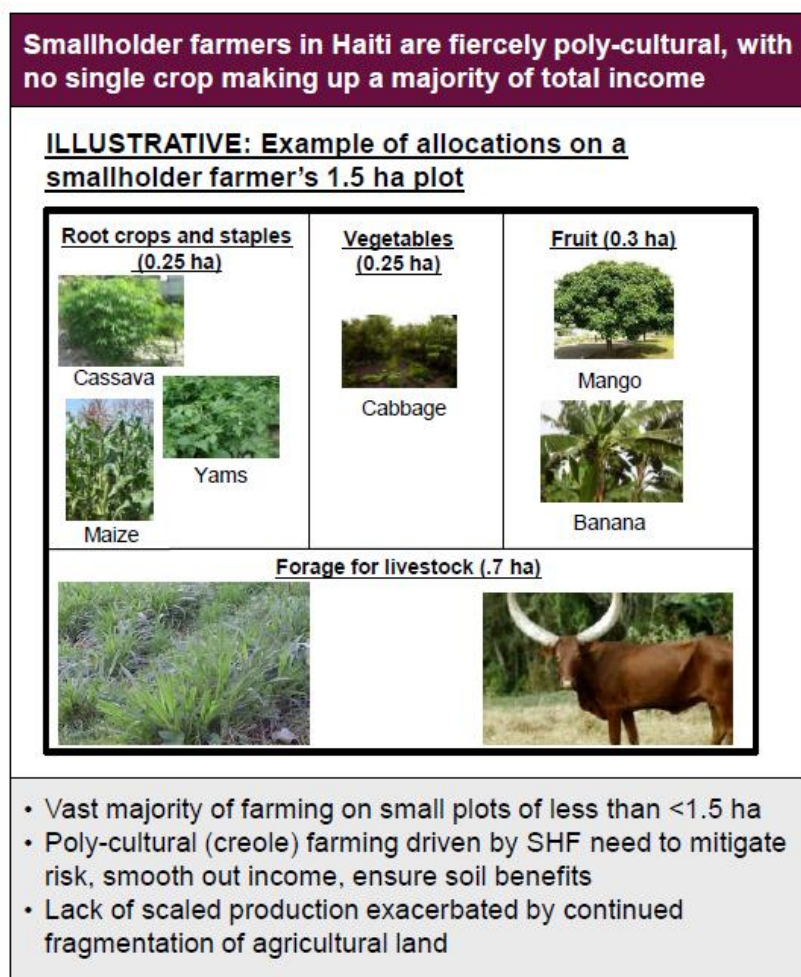 Smallholder farmers in Haiti are fiercely poly-cultural, with
no single crop making up a majority of total income
ILLUSTRATIVE: Example of allocations on a
smallholder farmer's 1.5 ha plot
Root crops and staples
(0.25 ha)
Cassava
Yams
Maize
Vegetables
(0.25 ha)
Cabbage
Fruit (0.3 ha)
Mango
Banana
Forage for livestock (.7 ha)
• Vast majority of farming on small plots of less than <1.5 ha
• Poly-cultural (creole) farming driven by SHF need to mitigate
risk, smooth out income, ensure soil benefits
• Lack of scaled production exacerbated by continued
fragmentation of agricultural land